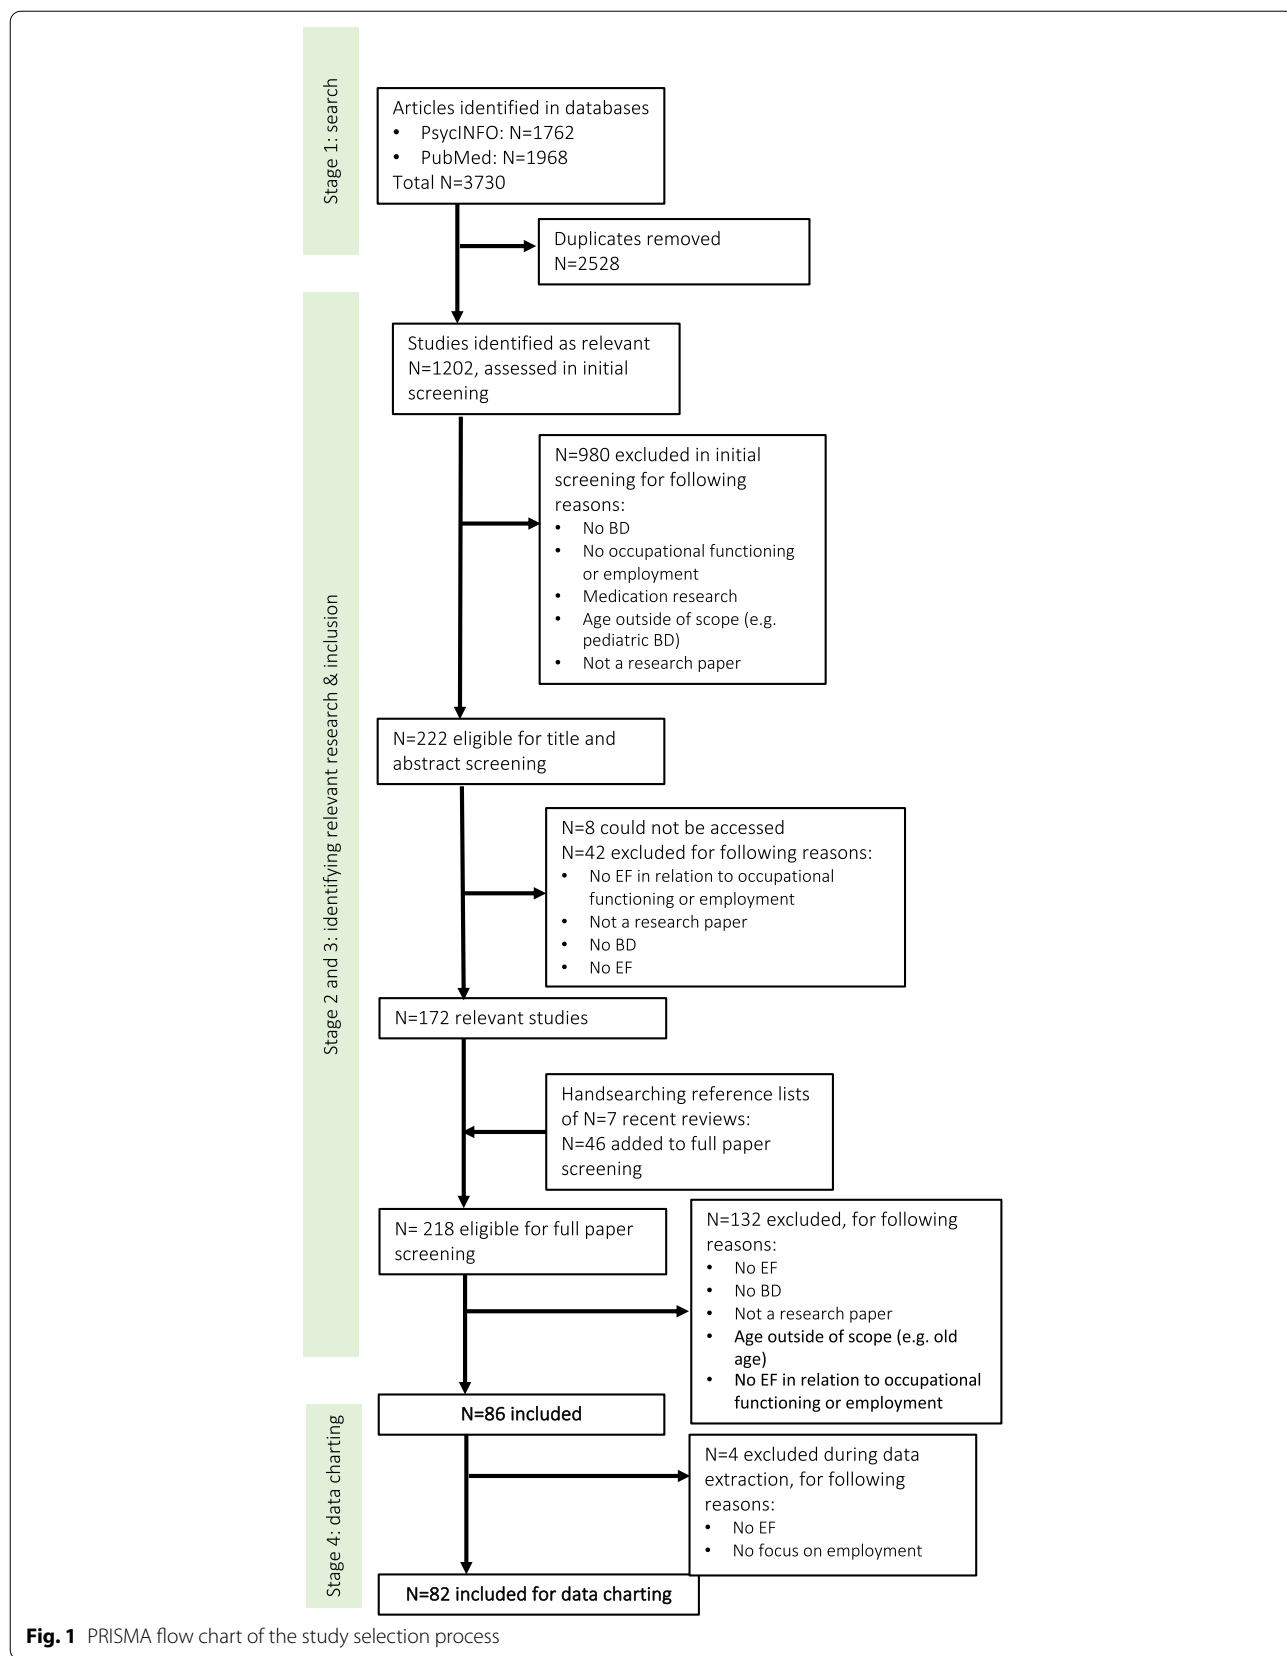 Stage 1: search
Articles identified in databases
• PsycINFO: N=1762
• PubMed: N=1968
Total N=3730
Duplicates removed
N=2528
Stage 2 and 3: identifying relevant research & inclusion
Studies identified as relevant
N=1202, assessed in initial
screening
N=980 excluded in initial
screening for following
reasons:
• No BD
• No occupational functioning
or employment
• Medication research
• Age outside of scope (e.g.
pediatric BD)
• Not a research paper
N=222 eligible for title and
abstract screening
N=8 could not be accessed
N=42 excluded for following reasons:
• No EF in relation to occupational
functioning or employment
• Not a research paper
• No BD
• No EF
N=172 relevant studies
Handsearching reference lists
of N=7 recent reviews:
N=46 added to full paper
screening
N= 218 eligible for full paper
screening
N=132 excluded, for following
reasons:
• No EF
• No BD
• Not a research paper
• Age outside of scope (e.g. old
age)
• No EF in relation to occupational
functioning or employment
N=86 included
Stage 4: data charting
N=4 excluded during data
extraction, for following
reasons:
• No EF
• No focus on employment
N=82 included for data charting
Fig. 1 PRISMA flow chart of the study selection process